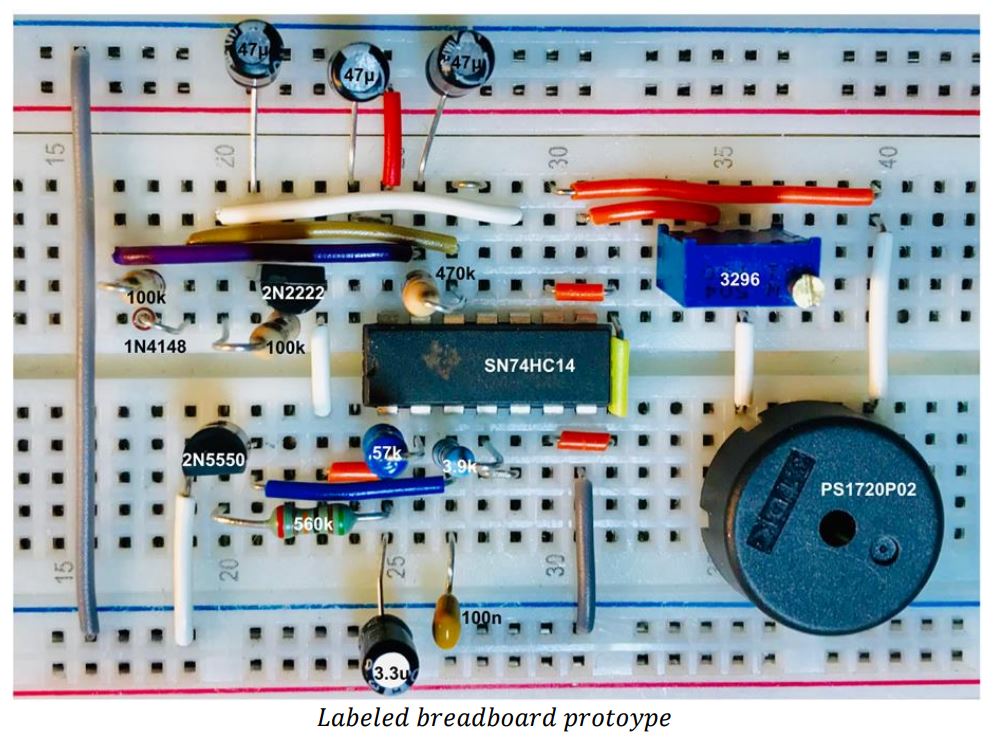 47µ
47µ
47µ
15
20
30
35
40
470k
2N2222
100k
3296
1N4148
100k
SN74HC14
.57k
3.9k
2N5550
PS1720P02
560k
15
20
25
30
100n
3.3u
Labeled breadboard protoype